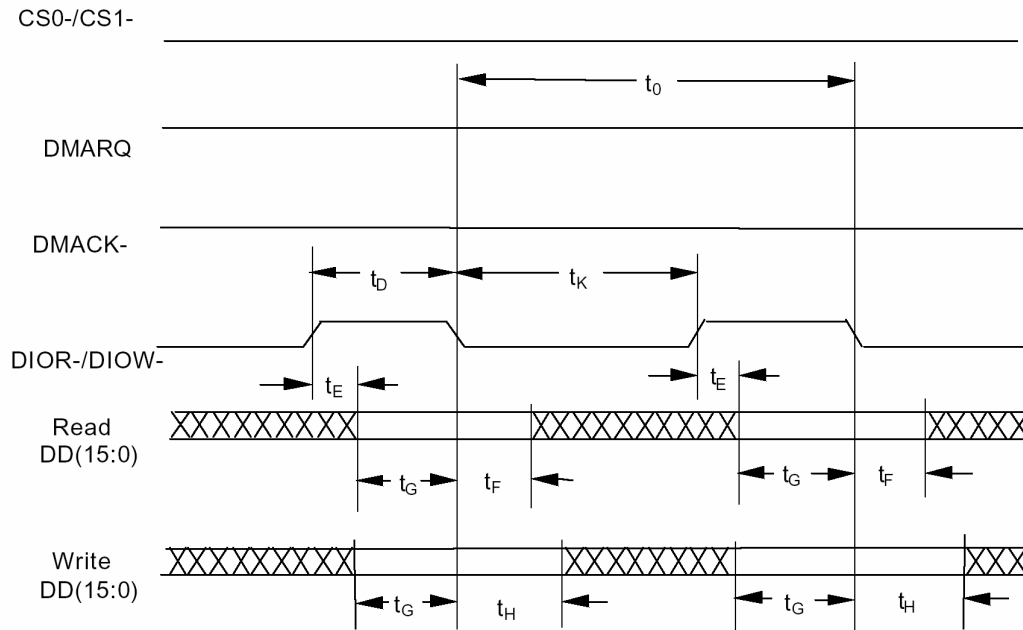 CS0-/CS1-
t0
DMARQ
DMACK-
tD
tK
DIOR-/DIOW-
tE
tE
Read
DD(15:0)
tG
tF
tG
tF
Write
DD(15:0)
tG
tH
tG
tH